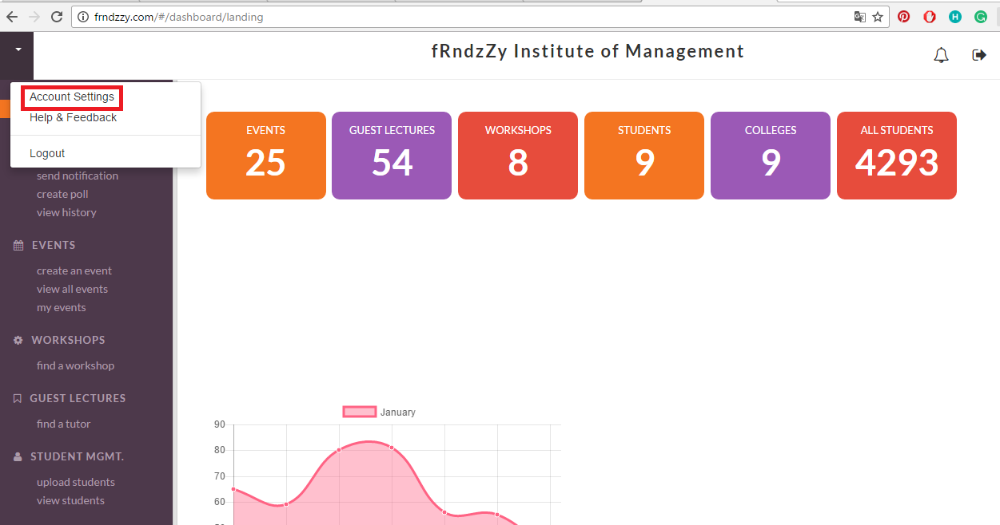 frndzzy.com/#/dashboard/landing
fRndzZy Institute of Management
Account Settings
Help & Feedback
Logout
send notification
create poll
view history
EVENTS
create an event
view all events
my events
WORKSHOPS
find a workshop
GUEST LECTURES
find a tutor
STUDENT MGMT.
upload students
view students
EVENTS
25
GUEST LECTURES
54
WORKSHOPS
8
STUDENTS
9
COLLEGES
9
ALL STUDENTS
4293
January
90
80
70
60